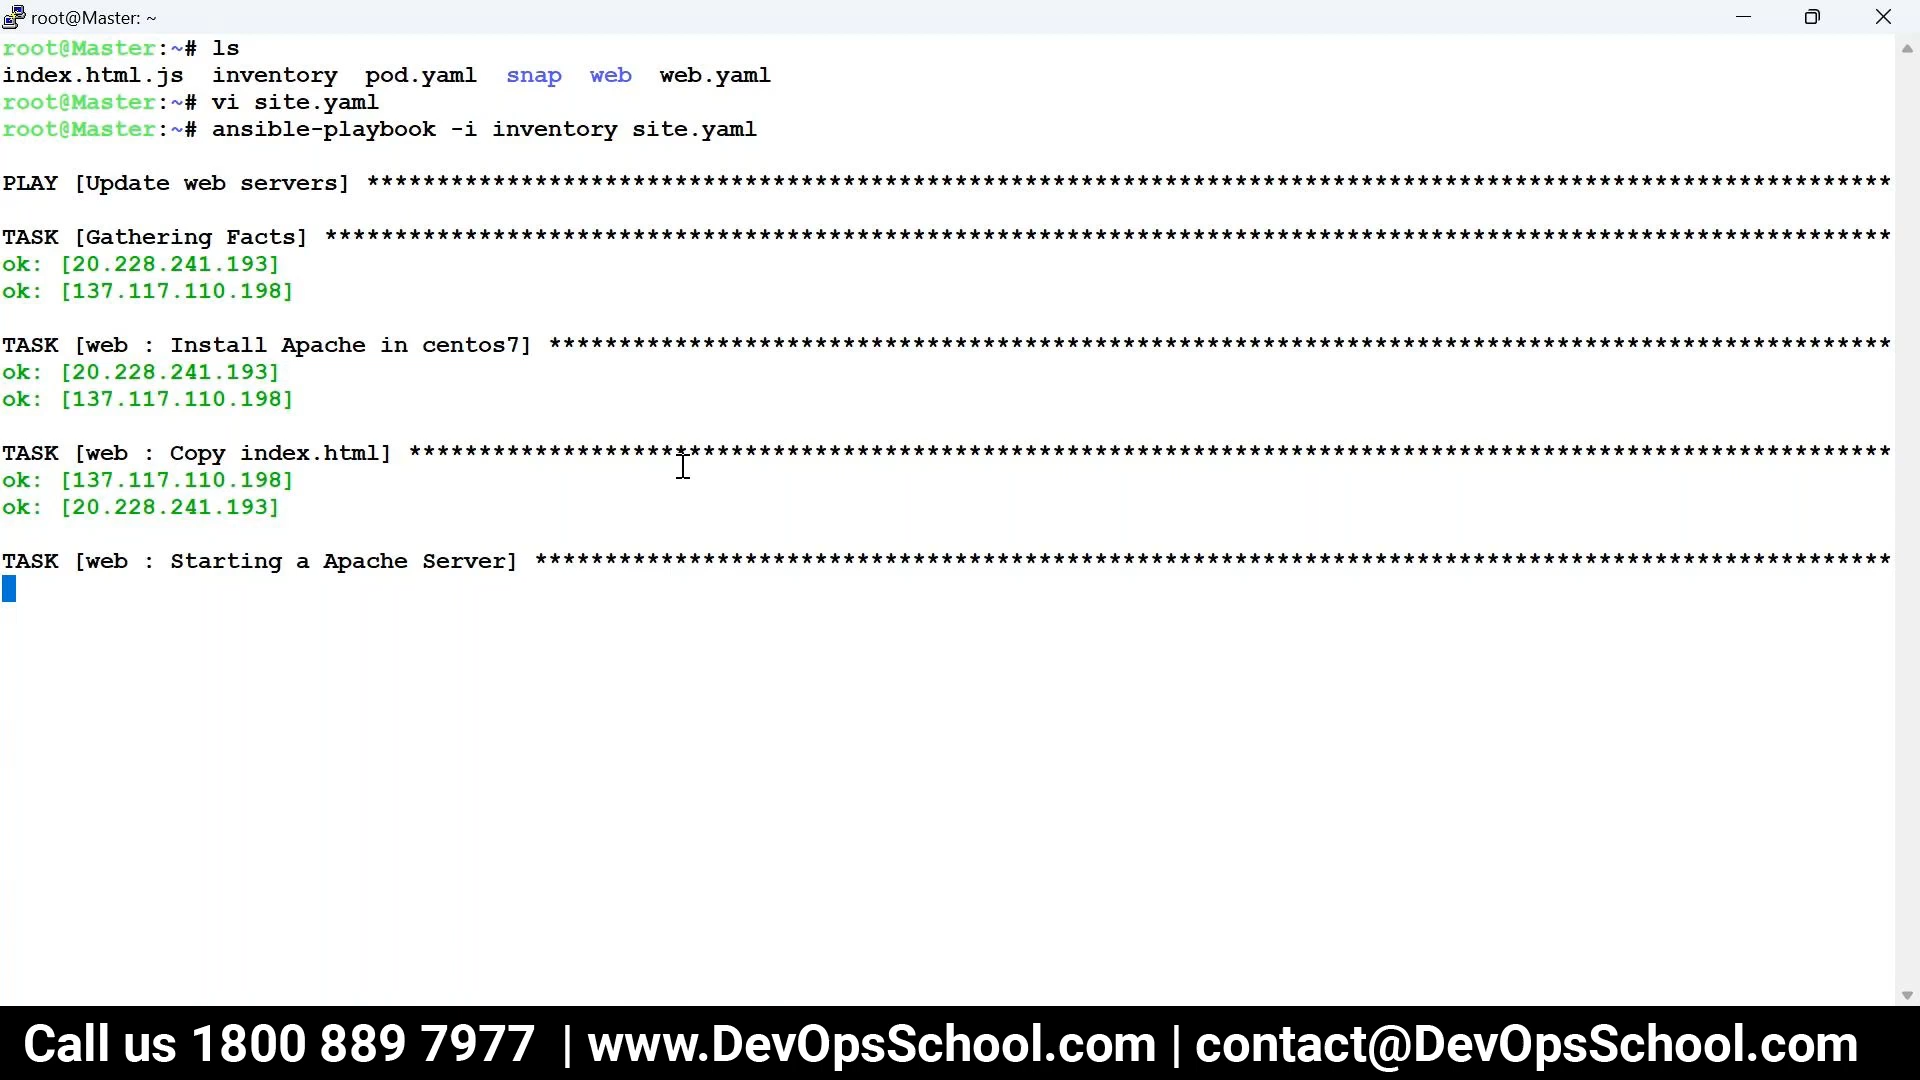 root@Master: ~
root@Master:~# ls
index.html.js  inventory  pod.yaml  snap  web  web.yaml
root@Master:~# vi site.yaml
root@Master:~# ansible-playbook -i inventory site.yaml
PLAY [Update web servers] *************************************************************************************************************
TASK [Gathering Facts] ****************************************************************************************************************
ok: [20.228.241.193]
ok: [137.117.110.198]
TASK [web : Install Apache in centos7] ************************************************************************************************
ok: [20.228.241.193]
ok: [137.117.110.198]
TASK [web : Copy index.html] **********************************************************************************************************
ok: [137.117.110.198]
ok: [20.228.241.193]
TASK [web : Starting a Apache Server] *************************************************************************************************
Call us 1800 889 7977 | www.DevOpsSchool.com | contact@DevOpsSchool.com